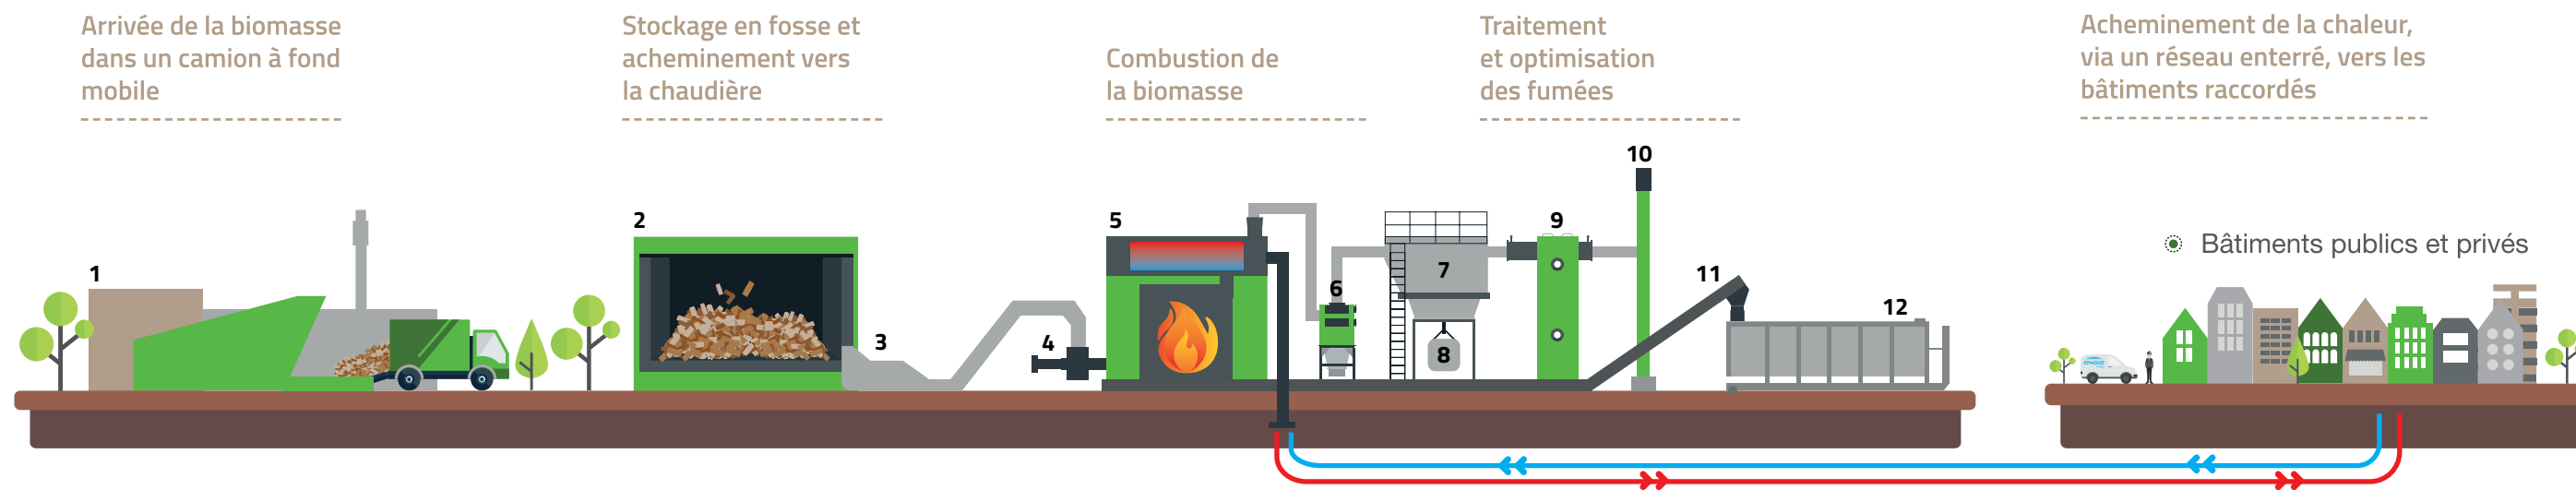 Arrivée de la biomasse
dans un camion à fond
mobile
Stockage en fosse et
acheminement vers
la chaudière
Combustion de
la biomasse
Traitement
et optimisation
des fumées
Acheminement de la chaleur,
via un réseau enterré, vers les
bâtiments raccordés
Bâtiments publics et privés
1
2
3
4
5
6
7
8
9
10
11
12
ENGIE